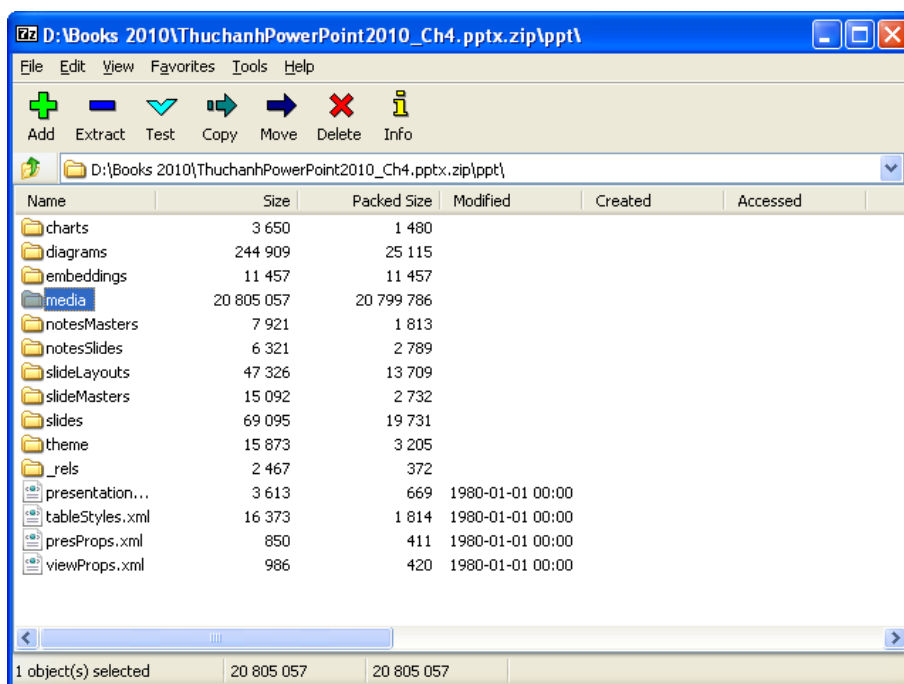 7z D:\Books 2010\ThuchanhPowerPoint2010_Ch4.pptx.zip\ppt\
File Edit View Favorites Tools Help
Add Extract Test Copy Move Delete Info
D:\Books 2010\ThuchanhPowerPoint2010_Ch4.pptx.zip\ppt\
Name Size Packed Size Modified Created Accessed
charts 3 650 1 480
diagrams 244 909 25 115
embeddings 11 457 11 457
media 20 805 057 20 799 786
notesMasters 7 921 1 813
notesSlides 6 321 2 789
slideLayouts 47 326 13 709
slideMasters 15 092 2 732
slides 69 095 19 731
theme 15 873 3 205
_rels 2 467 372
presentation... 3 613 669 1980-01-01 00:00
tableStyles.xml 16 373 1 814 1980-01-01 00:00
presProps.xml 850 411 1980-01-01 00:00
viewProps.xml 986 420 1980-01-01 00:00
1 object(s) selected 20 805 057 20 805 057